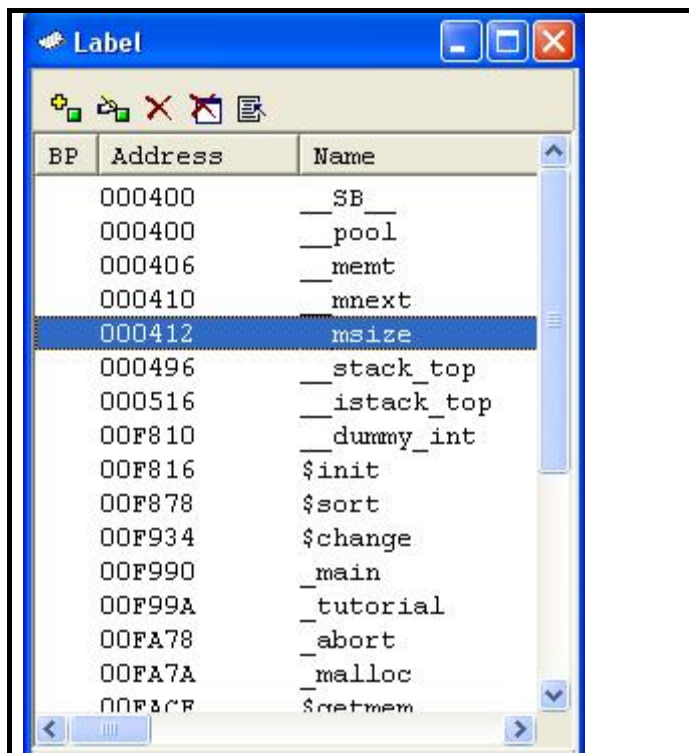 Label
BP Address Name
000400 __SB__
000400 __pool
000406 __memt
000410 __mnext
000412 __msize
000496 __stack_top
000516 __istack_top
00F810 __dummy_int
00F816 $init
00F878 $sort
00F934 $change
00F990 _main
00F99A _tutorial
00FA78 _abort
00FA7A _malloc
$getmem